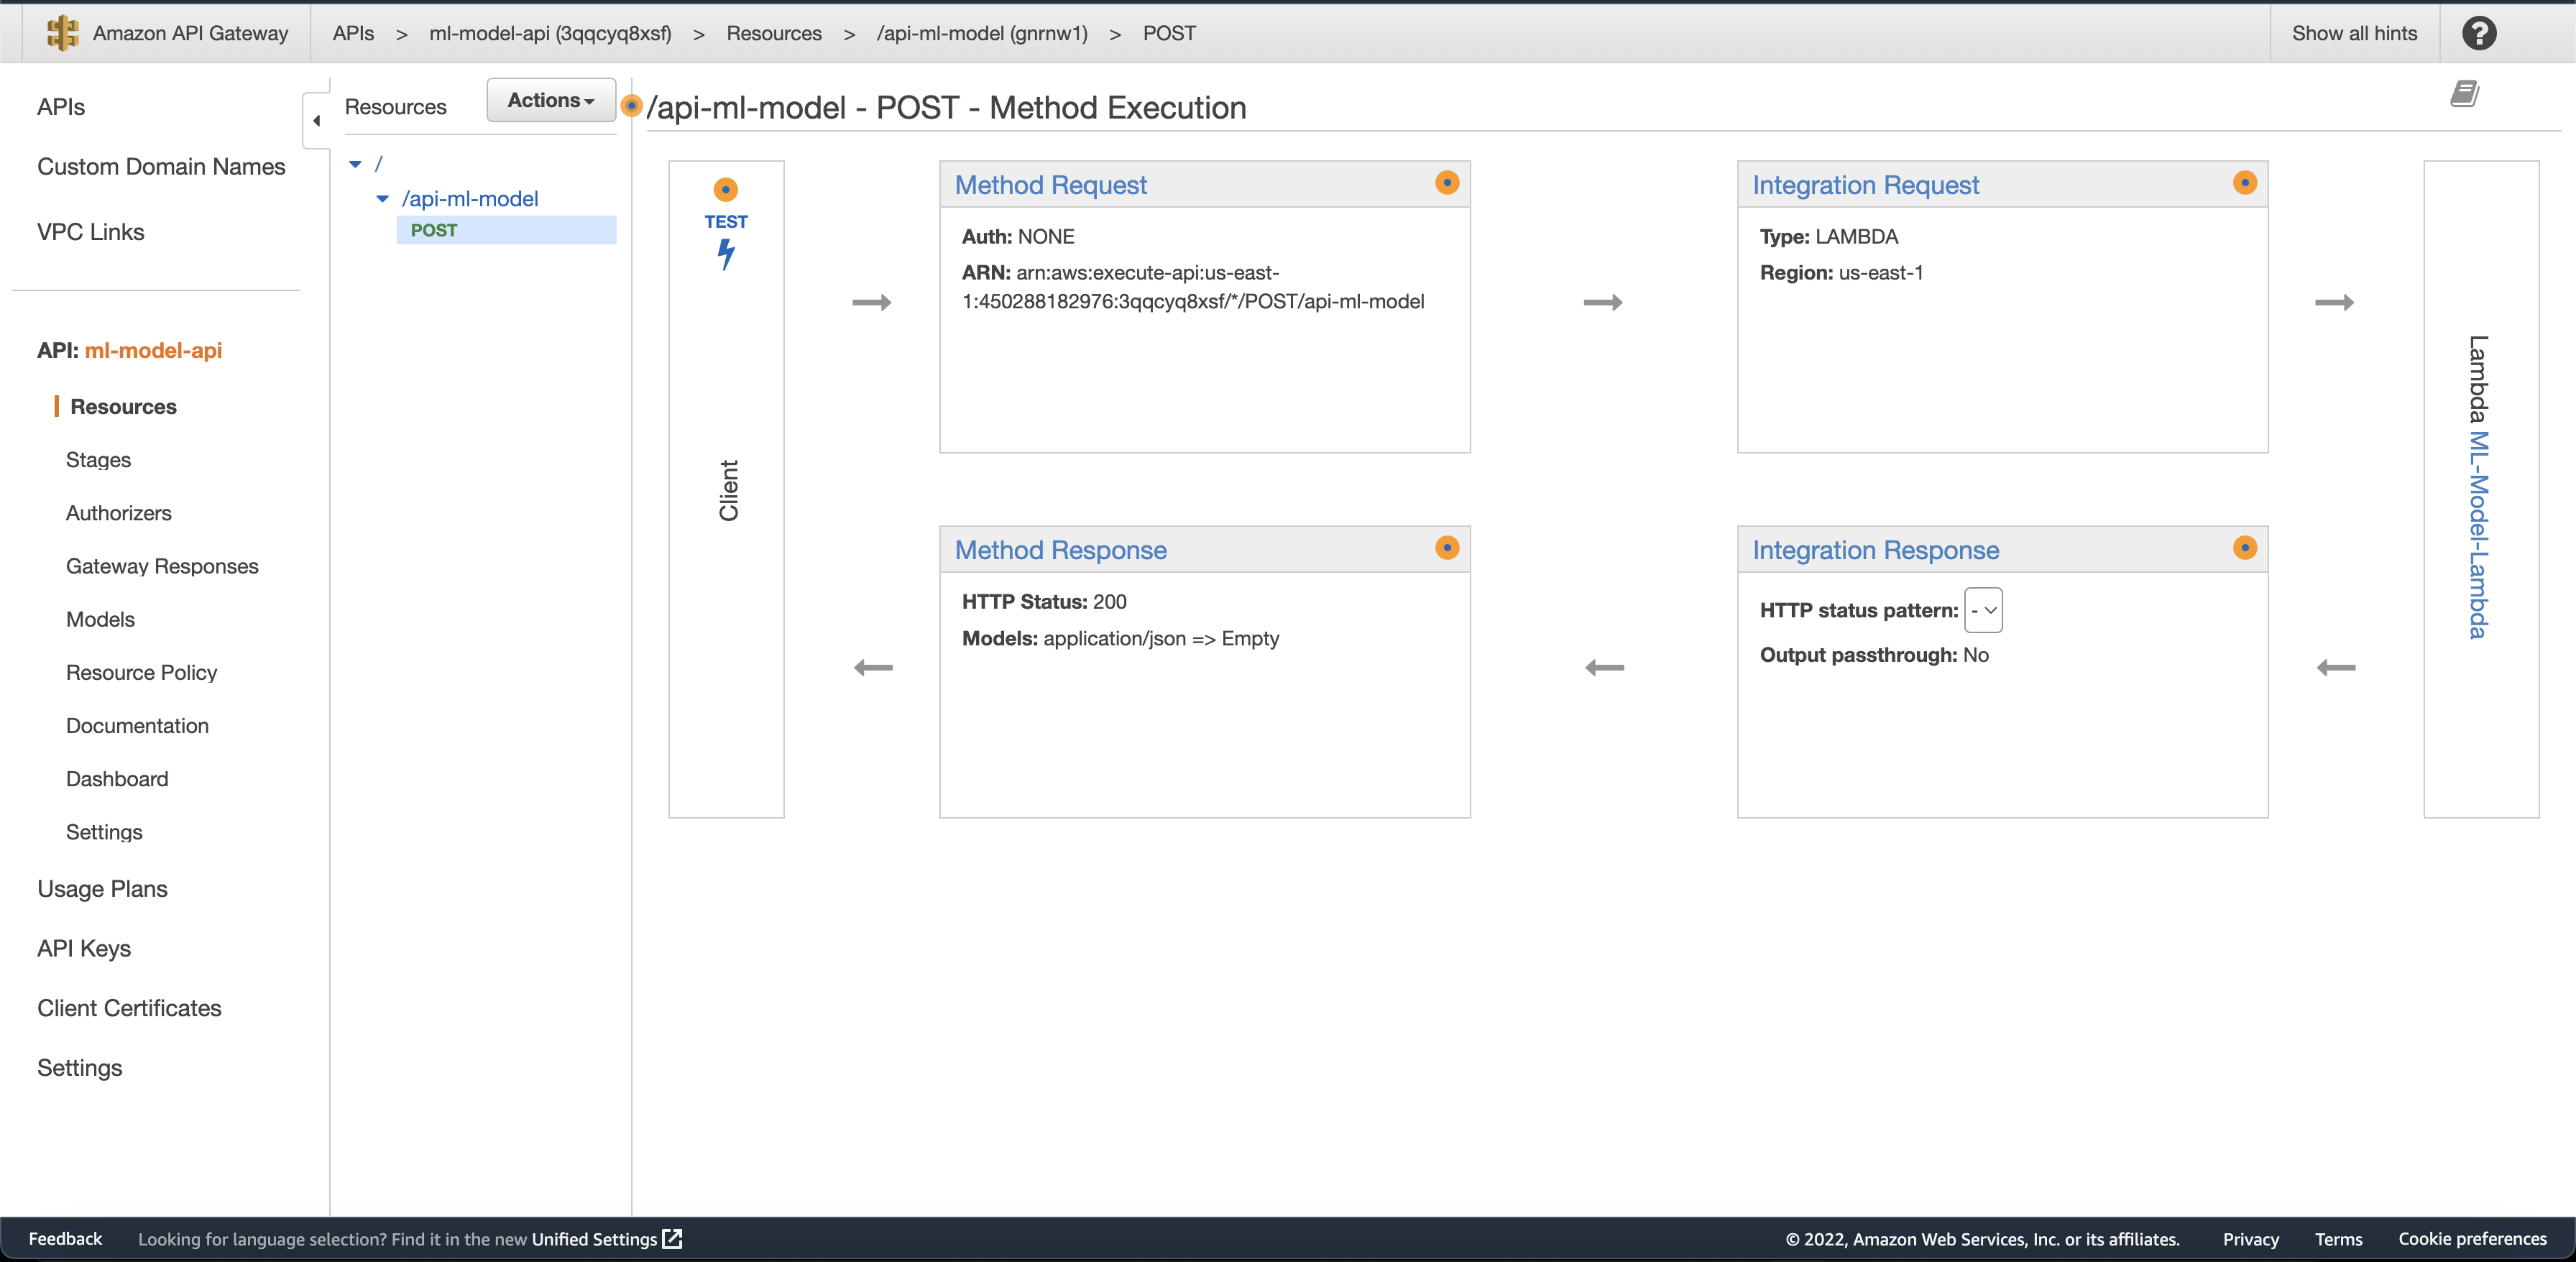 Amazon API Gateway
APIs > ml-model-api (3qqcyq8xsf) > Resources > /api-ml-model (gnrnw1) > POST
Show all hints
?
APIs
Custom Domain Names
VPC Links
API: ml-model-api
Resources
Stages
Authorizers
Gateway Responses
Models
Resource Policy
Documentation
Dashboard
Settings
Usage Plans
API Keys
Client Certificates
Settings
Resources
Actions
/
/api-ml-model
POST
/api-ml-model - POST - Method Execution
TEST
Client
Method Request
Auth: NONE
ARN: arn:aws:execute-api:us-east-
1:450288182976:3qqcyq8xsf/*/POST/api-ml-model
Integration Request
Type: LAMBDA
Region: us-east-1
Lambda ML-Model-Lambda
Method Response
HTTP Status: 200
Models: application/json => Empty
Integration Response
HTTP status pattern: -
Output passthrough: No
Feedback
Looking for language selection? Find it in the new Unified Settings
© 2022, Amazon Web Services, Inc. or its affiliates.
Privacy
Terms
Cookie preferences